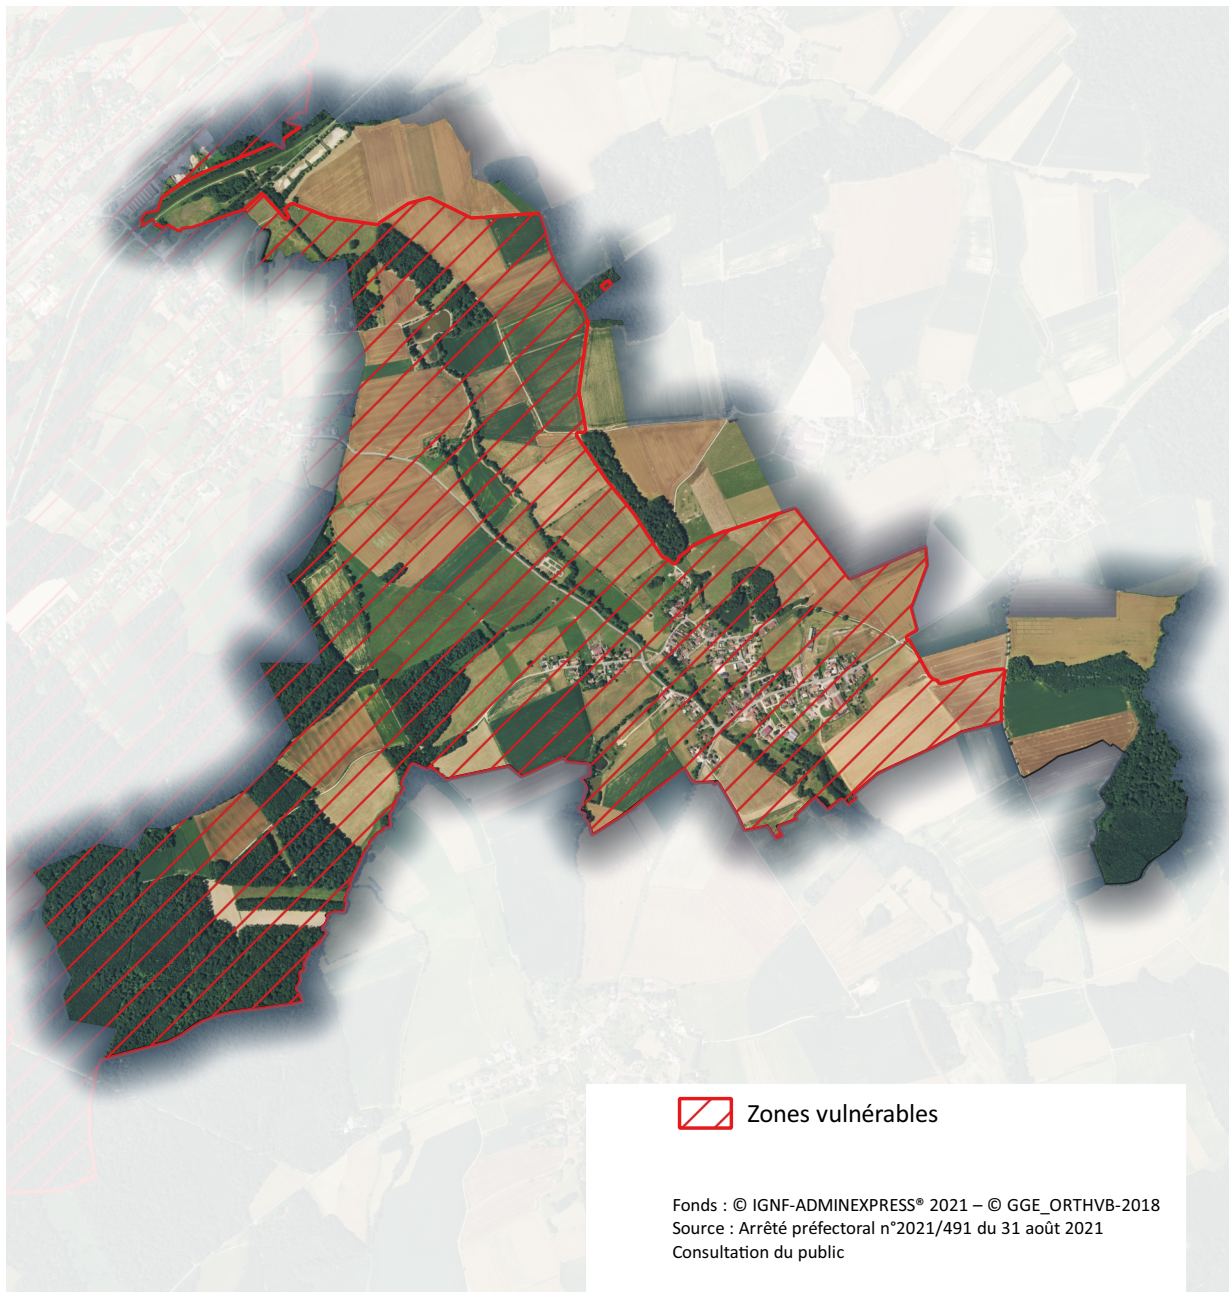 Zones vulnérables
Fonds : © IGNF-ADMINEXPRESS® 2021 – © GGE_ORTHVB-2018
Source : Arrêté préfectoral n°2021/491 du 31 août 2021
Consultation du public